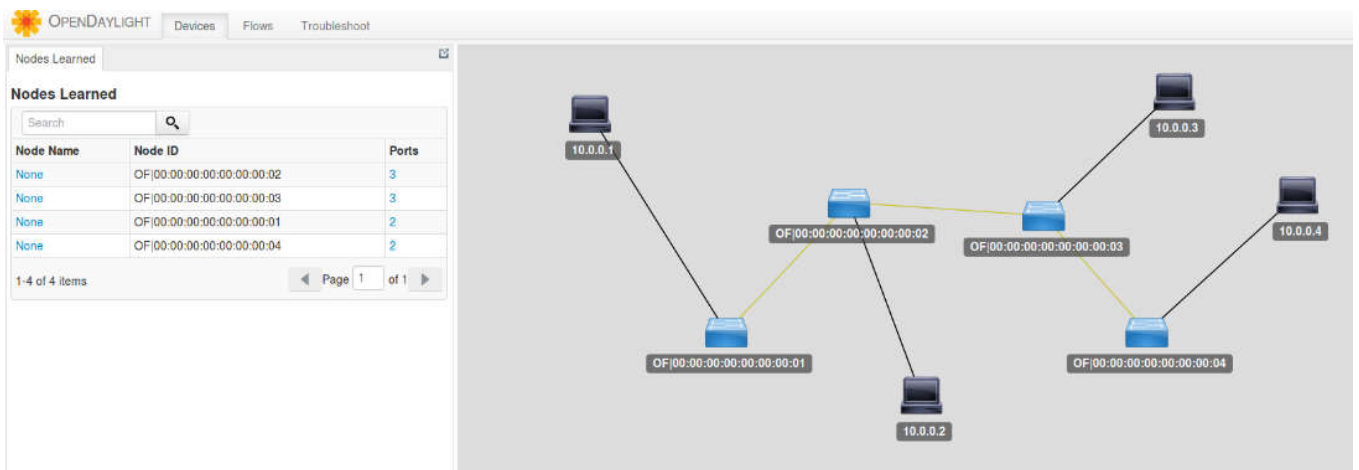 OPENDAYLIGHT Devices Flows Troubleshoot
Nodes Learned
Nodes Learned
Search
Node Name Node ID Ports
None OF|00:00:00:00:00:00:00:02 3
None OF|00:00:00:00:00:00:00:03 3
None OF|00:00:00:00:00:00:00:01 2
None OF|00:00:00:00:00:00:00:04 2
1-4 of 4 items Page 1 of 1
10.0.0.3
10.0.0.1
10.0.0.4
OF|00:00:00:00:00:00:00:02
OF|00:00:00:00:00:00:00:03
OF|00:00:00:00:00:00:00:01
OF|00:00:00:00:00:00:00:04
10.0.0.2